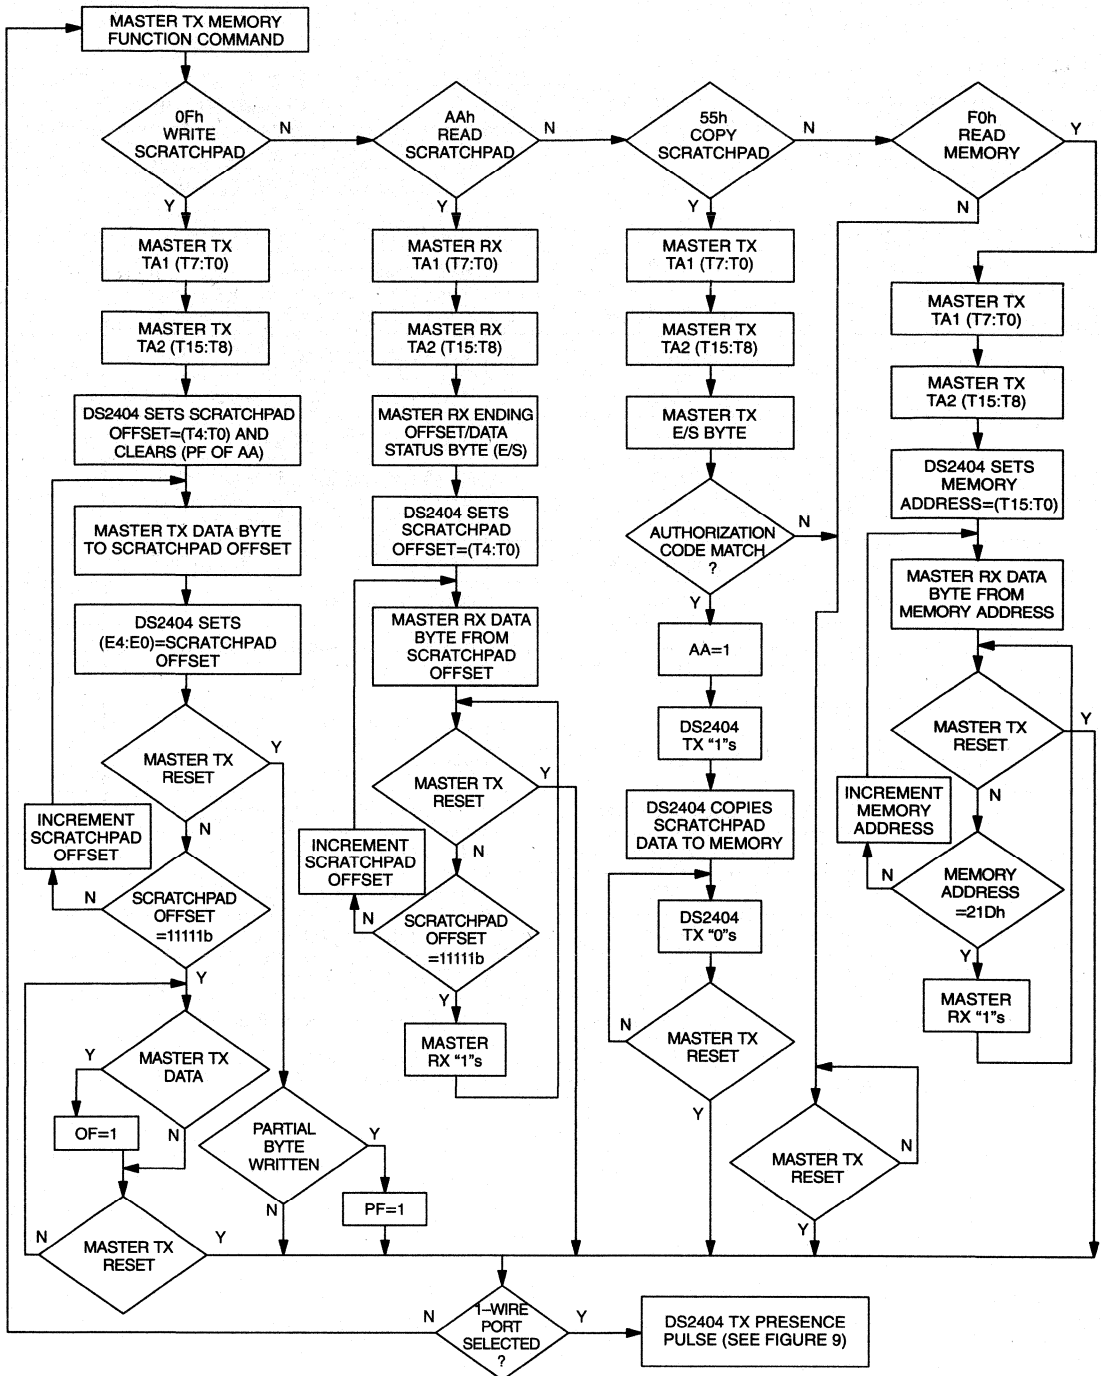 MASTER TX MEMORY
FUNCTION COMMAND
0Fh
WRITE
SCRATCHPAD
N
Y
MASTER TX
TA1 (T7:T0)
MASTER TX
TA2 (T15:T8)
DS2404 SETS SCRATCHPAD
OFFSET=(T4:T0) AND
CLEARS (PF OF AA)
MASTER TX DATA BYTE
TO SCRATCHPAD OFFSET
DS2404 SETS
(E4:E0)=SCRATCHPAD
OFFSET
MASTER TX
RESET
Y
N
INCREMENT
SCRATCHPAD
OFFSET
N
SCRATCHPAD
OFFSET
=11111b
Y
MASTER TX
DATA
Y
OF=1
N
MASTER TX
RESET
N
Y
PARTIAL
BYTE
WRITTEN
Y
N
PF=1
AAh
READ
SCRATCHPAD
N
Y
MASTER RX
TA1 (T7:T0)
MASTER RX
TA2 (T15:T8)
MASTER RX ENDING
OFFSET/DATA
STATUS BYTE (E/S)
DS2404 SETS
SCRATCHPAD
OFFSET=(T4:T0)
MASTER RX DATA
BYTE FROM
SCRATCHPAD
OFFSET
MASTER TX
RESET
Y
N
INCREMENT
SCRATCHPAD
OFFSET
N
SCRATCHPAD
OFFSET
=11111b
Y
MASTER
RX "1"s
55h
COPY
SCRATCHPAD
N
Y
MASTER TX
TA1 (T7:T0)
MASTER TX
TA2 (T15:T8)
MASTER TX
E/S BYTE
AUTHORIZATION
CODE MATCH
?
N
Y
AA=1
DS2404
TX "1"s
DS2404 COPIES
SCRATCHPAD
DATA TO MEMORY
DS2404
TX "0"s
N
MASTER TX
RESET
Y
F0h
READ
MEMORY
Y
N
MASTER TX
TA1 (T7:T0)
MASTER TX
TA2 (T15:T8)
DS2404 SETS
MEMORY
ADDRESS=(T15:T0)
MASTER RX DATA
BYTE FROM
MEMORY ADDRESS
MASTER TX
RESET
Y
N
INCREMENT
MEMORY
ADDRESS
N
MEMORY
ADDRESS
=21Dh
Y
MASTER
RX "1"s
MASTER TX
RESET
N
Y
1–WIRE
PORT
SELECTED
?
N
Y
DS2404 TX PRESENCE
PULSE (SEE FIGURE 9)